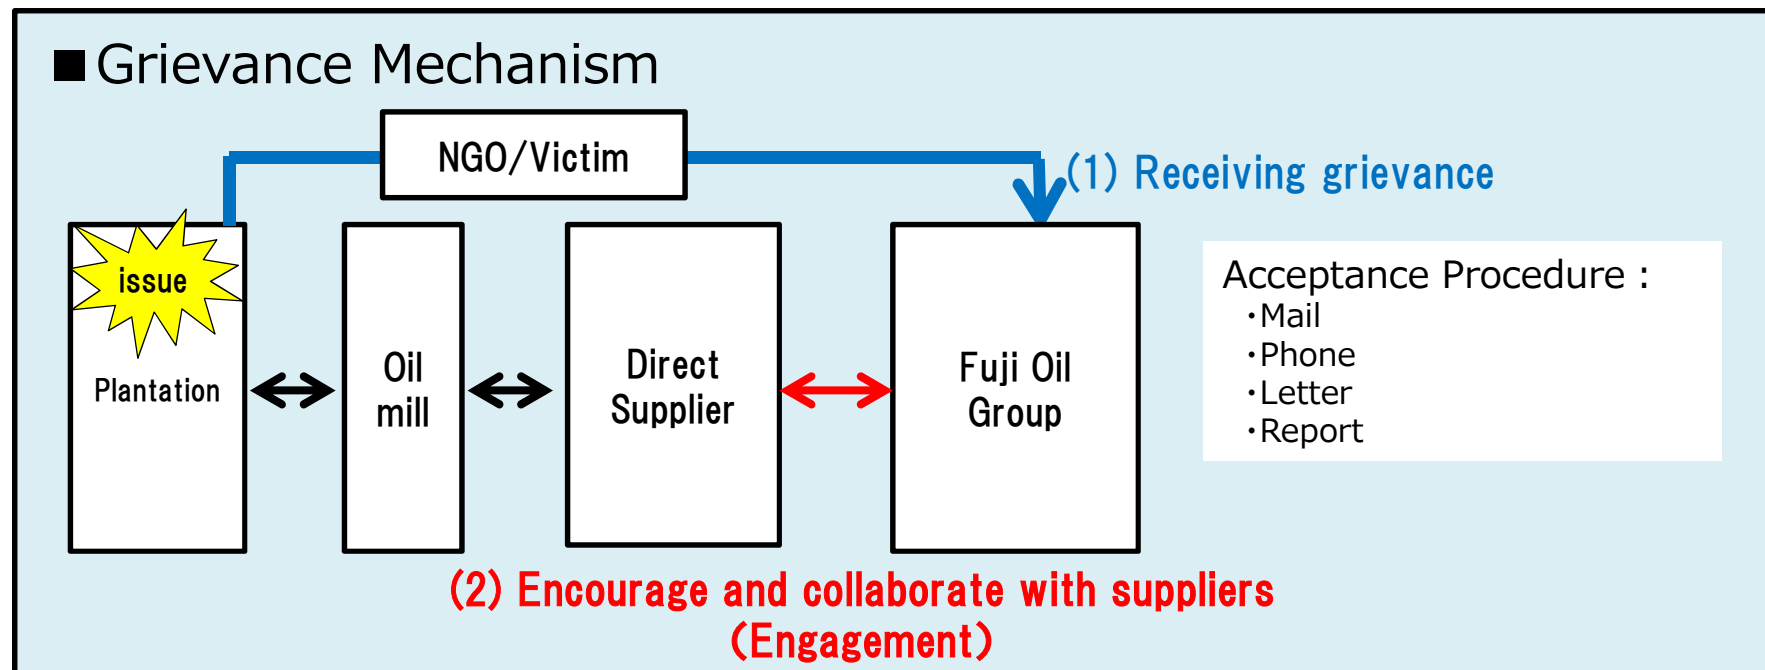 ■Grievance Mechanism
NGO/Victim
(1) Receiving grievance
issue
Plantation
Oil
mill
Direct
Supplier
Fuji Oil
Group
Acceptance Procedure :
・Mail
・Phone
・Letter
・Report
(2) Encourage and collaborate with suppliers
(Engagement)